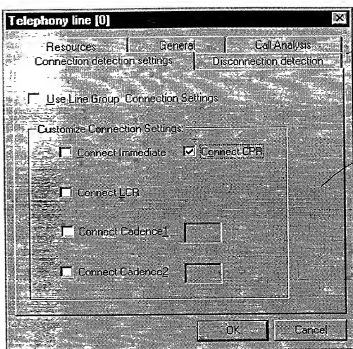 Telephony line [0]
Resources General Call Analysis
Connection detection settings Disconnection detection
Use Line Group Connection Settings
Customize Connection Settings
Connect Immediate Connect CPR
Connect LCR
Connect Cadence1
Connect Cadence2
OK Cancel